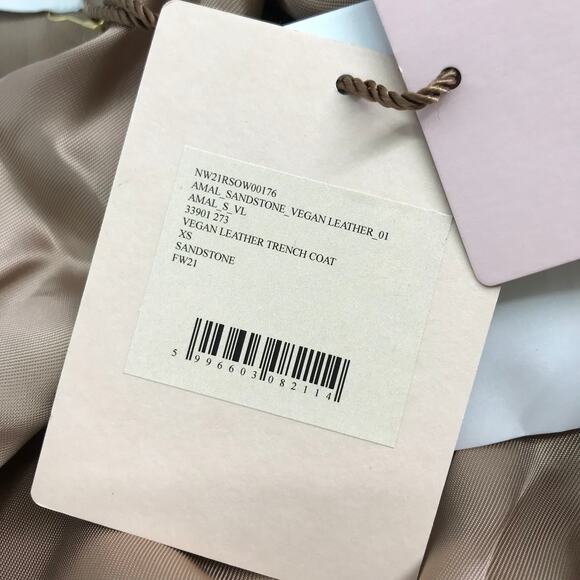 NW21RSOW00176
AMAL_SANDSTONE_VEGAN LEATHER_01
AMAL_S_VL
33901 273
VEGAN LEATHER TRENCH COAT
XS
SANDSTONE
FW21
5 996603 082114